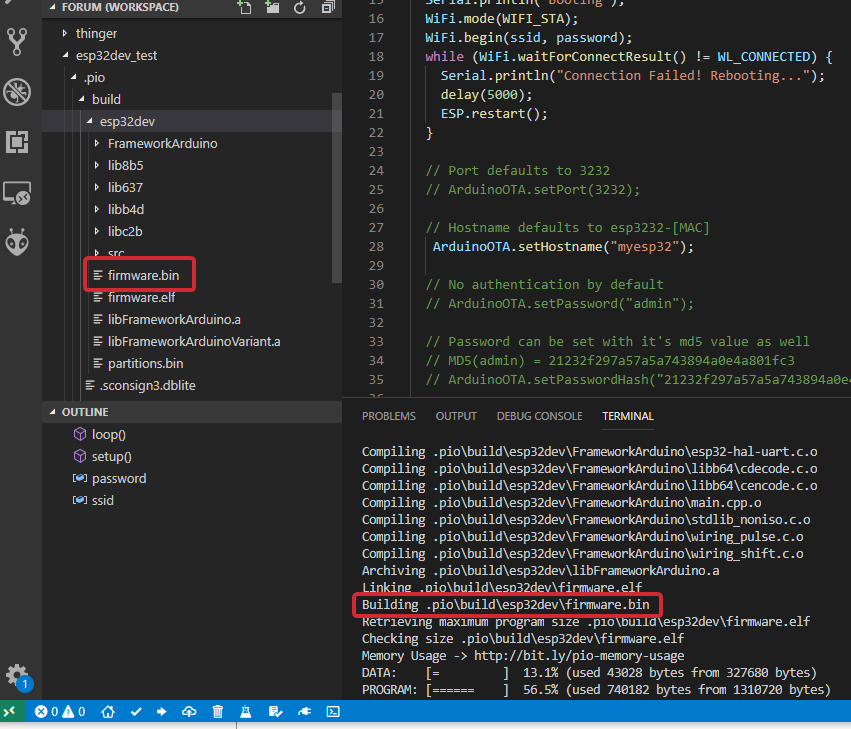 FORUM (WORKSPACE)
thinger
esp32dev_test
.pio
build
esp32dev
FrameworkArduino
lib8b5
lib637
libb4d
libc2b
src
firmware.bin
firmware.elf
libFrameworkArduino.a
libFrameworkArduinoVariant.a
partitions.bin
.sconsign3.dblite
OUTLINE
loop()
setup()
password
ssid
1
Serial.println("Booting");
16 WiFi.mode(WIFI_STA);
17 WiFi.begin(ssid, password);
18 while (WiFi.waitForConnectResult() != WL_CONNECTED) {
19 Serial.println("Connection Failed! Rebooting...");
20 delay(5000);
21 ESP.restart();
22 }
23
24 // Port defaults to 3232
25 // ArduinoOTA.setPort(3232);
26
27 // Hostname defaults to esp3232-[MAC]
28 ArduinoOTA.setHostname("myesp32");
29
30 // No authentication by default
31 // ArduinoOTA.setPassword("admin");
32
33 // Password can be set with it's md5 value as well
34 // MD5(admin) = 21232f297a57a5a743894a0e4a801fc3
35 // ArduinoOTA.setPasswordHash("21232f297a57a5a743894a0e4
PROBLEMS OUTPUT DEBUG CONSOLE TERMINAL
Compiling .pio\build\esp32dev\FrameworkArduino\esp32-hal-uart.c.o
Compiling .pio\build\esp32dev\FrameworkArduino\libb64\cdecode.c.o
Compiling .pio\build\esp32dev\FrameworkArduino\libb64\cencode.c.o
Compiling .pio\build\esp32dev\FrameworkArduino\main.cpp.o
Compiling .pio\build\esp32dev\FrameworkArduino\stdlib_noniso.c.o
Compiling .pio\build\esp32dev\FrameworkArduino\wiring_pulse.c.o
Compiling .pio\build\esp32dev\FrameworkArduino\wiring_shift.c.o
Archiving .pio\build\esp32dev\libFrameworkArduino.a
Linking .pio\build\esp32dev\firmware.elf
Building .pio\build\esp32dev\firmware.bin
Retrieving maximum program size .pio\build\esp32dev\firmware.elf
Checking size .pio\build\esp32dev\firmware.elf
Memory Usage -> http://bit.ly/pio-memory-usage
DATA: [= ] 13.1% (used 43028 bytes from 327680 bytes)
PROGRAM: [====== ] 56.5% (used 740182 bytes from 1310720 bytes)
0 0